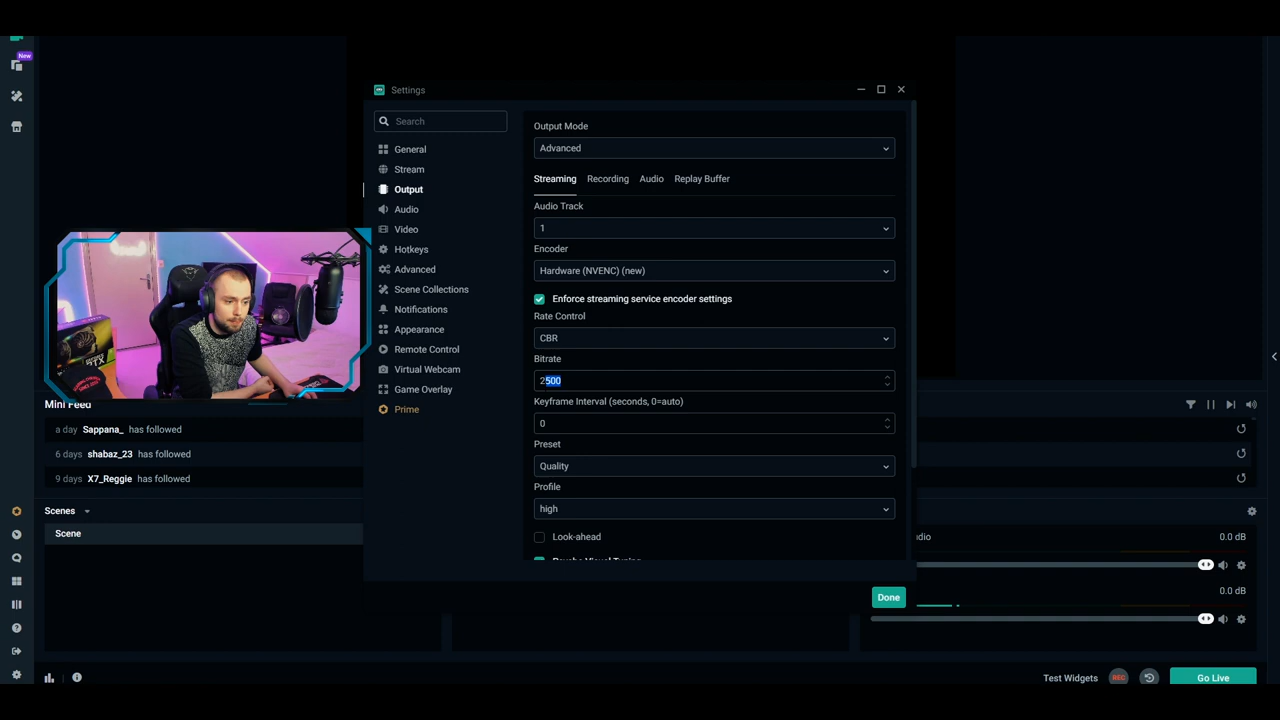 New
Settings
Search
General
Stream
Output
Audio
Video
Hotkeys
Advanced
Scene Collections
Notifications
Appearance
Remote Control
Virtual Webcam
Game Overlay
Prime
Output Mode
Advanced
Streaming Recording Audio Replay Buffer
Audio Track
1
Encoder
Hardware (NVENC) (new)
Enforce streaming service encoder settings
Rate Control
CBR
Bitrate
2500
Keyframe Interval (seconds, 0=auto)
0
Preset
Quality
Profile
high
Look-ahead
Done
Mini Feed
a day Sappana_ has followed
6 days shabaz_23 has followed
9 days X7_Reggie has followed
Scenes
Scene
udio 0.0 dB
0.0 dB
Test Widgets REC Go Live